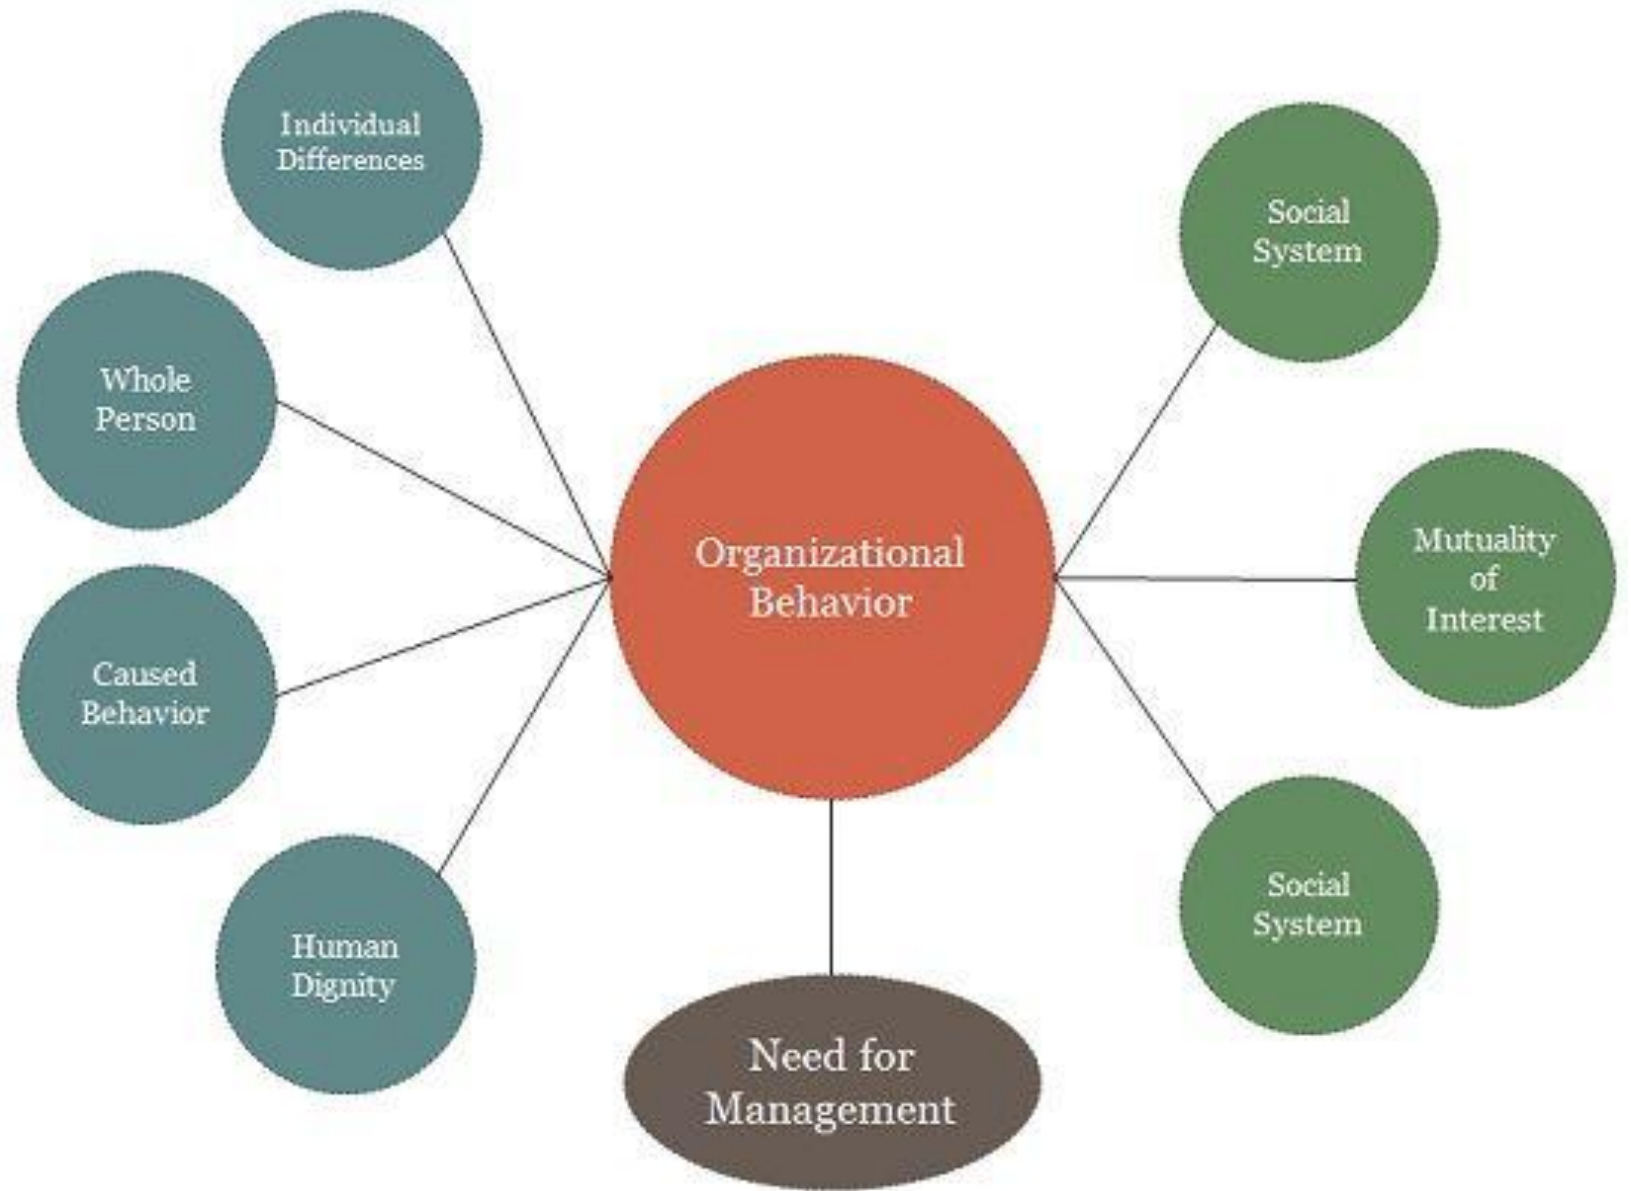 Individual
Differences
Whole
Person
Caused
Behavior
Human
Dignity
Organizational
Behavior
Need for
Management
Social
System
Mutuality
of
Interest
Social
System